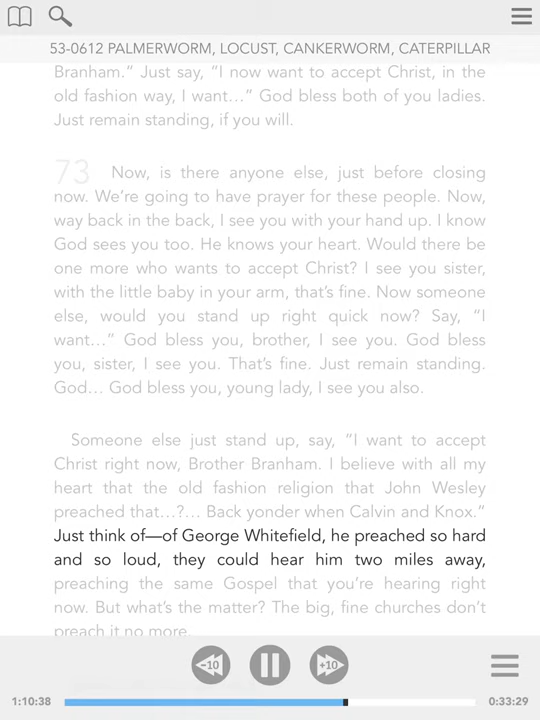 53-0612 PALMERWORM, LOCUST, CANKERWORM, CATERPILLAR
Branham.” Just say, “I now want to accept Christ, in the
old fashion way, I want…” God bless both of you ladies.
Just remain standing, if you will.
73 Now, is there anyone else, just before closing
now. We’re going to have prayer for these people. Now,
way back in the back, I see you with your hand up. I know
God sees you too. He knows your heart. Would there be
one more who wants to accept Christ? I see you sister,
with the little baby in your arm, that’s fine. Now someone
else, would you stand up right quick now? Say, “I
want…” God bless you, brother, I see you. God bless
you, sister, I see you. That’s fine. Just remain standing.
God… God bless you, young lady, I see you also.
Someone else just stand up, say, “I want to accept
Christ right now, Brother Branham. I believe with all my
heart that the old fashion religion that John Wesley
preached that…?… Back yonder when Calvin and Knox.”
Just think of—of George Whitefield, he preached so hard
and so loud, they could hear him two miles away,
preaching the same Gospel that you’re hearing right
now. But what’s the matter? The big, fine churches don’t
preach it no more.
-10 +10
1:10:38 0:33:29